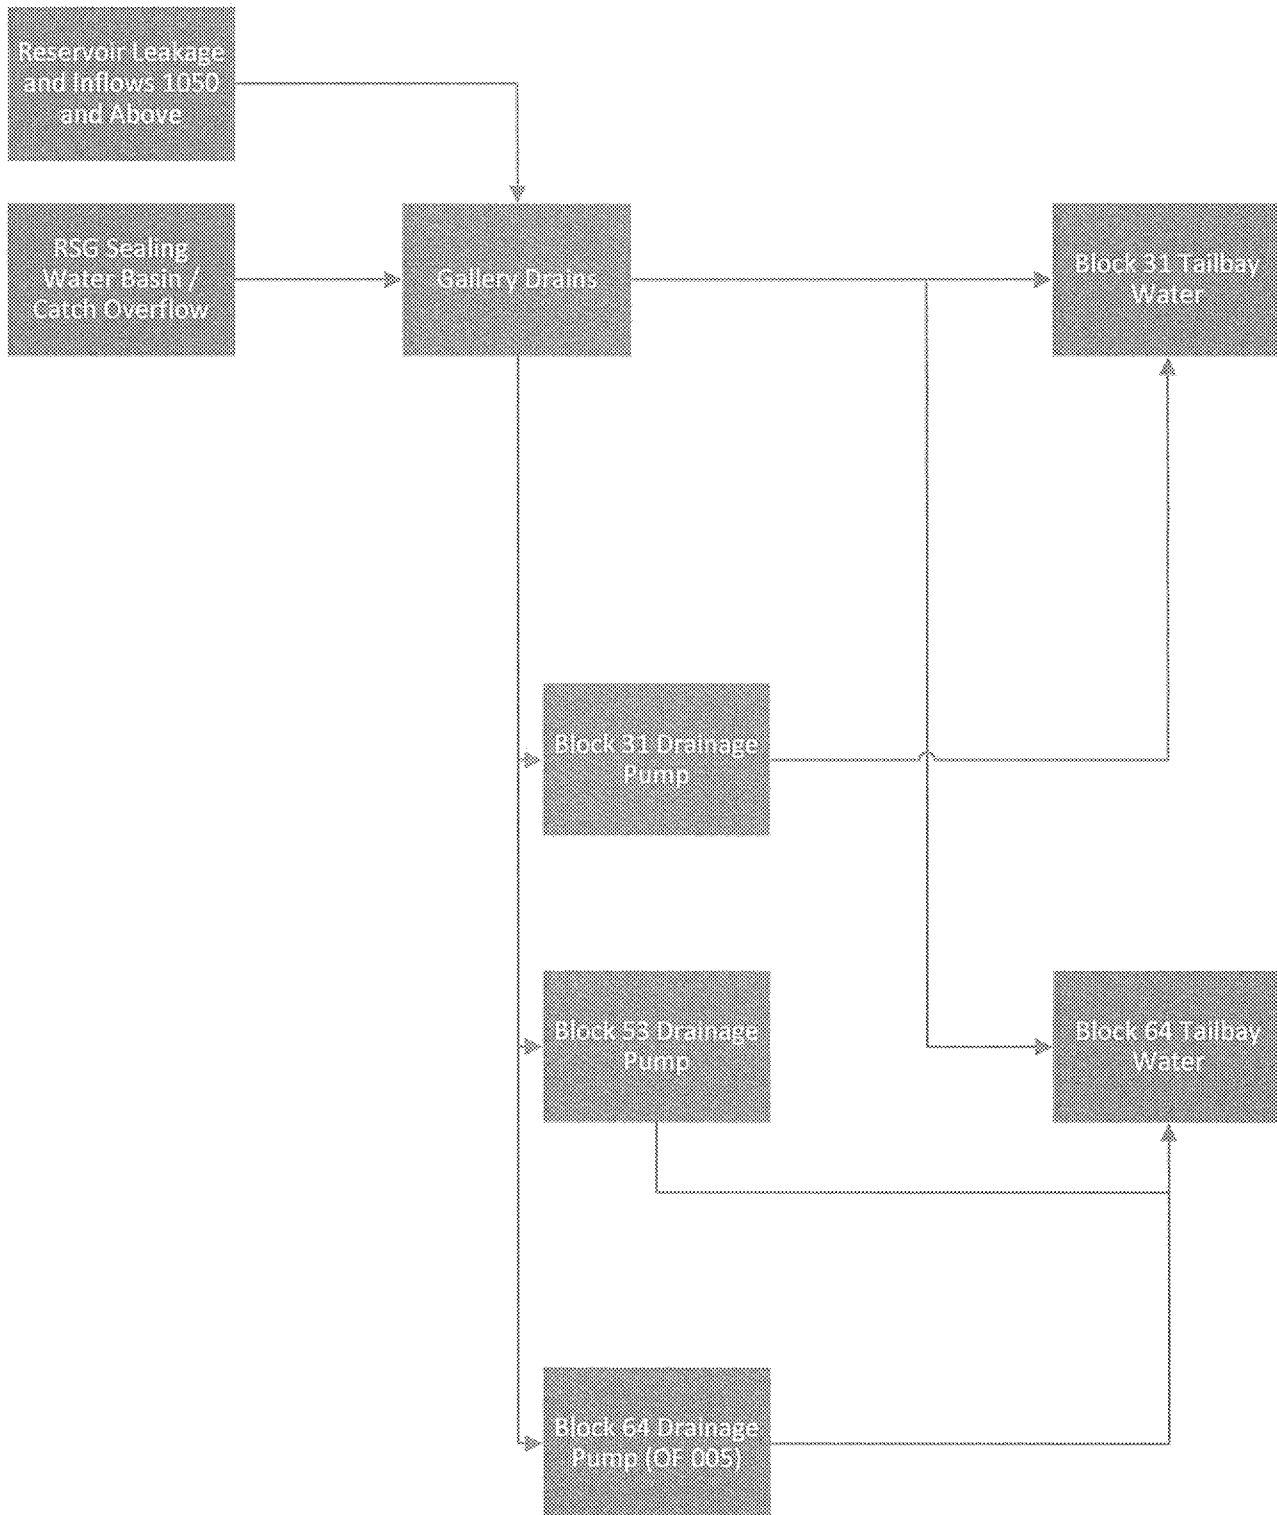 Reservoir Leakage
and Inflows 1050
and Above
RSG Sealing
Water Basin /
Catch Overflow
Gallery Drains
Block 31 Tailbay
Water
Block 31 Drainage
Pump
Block 53 Drainage
Pump
Block 64 Tailbay
Water
Block 64 Drainage
Pump (OF 005)